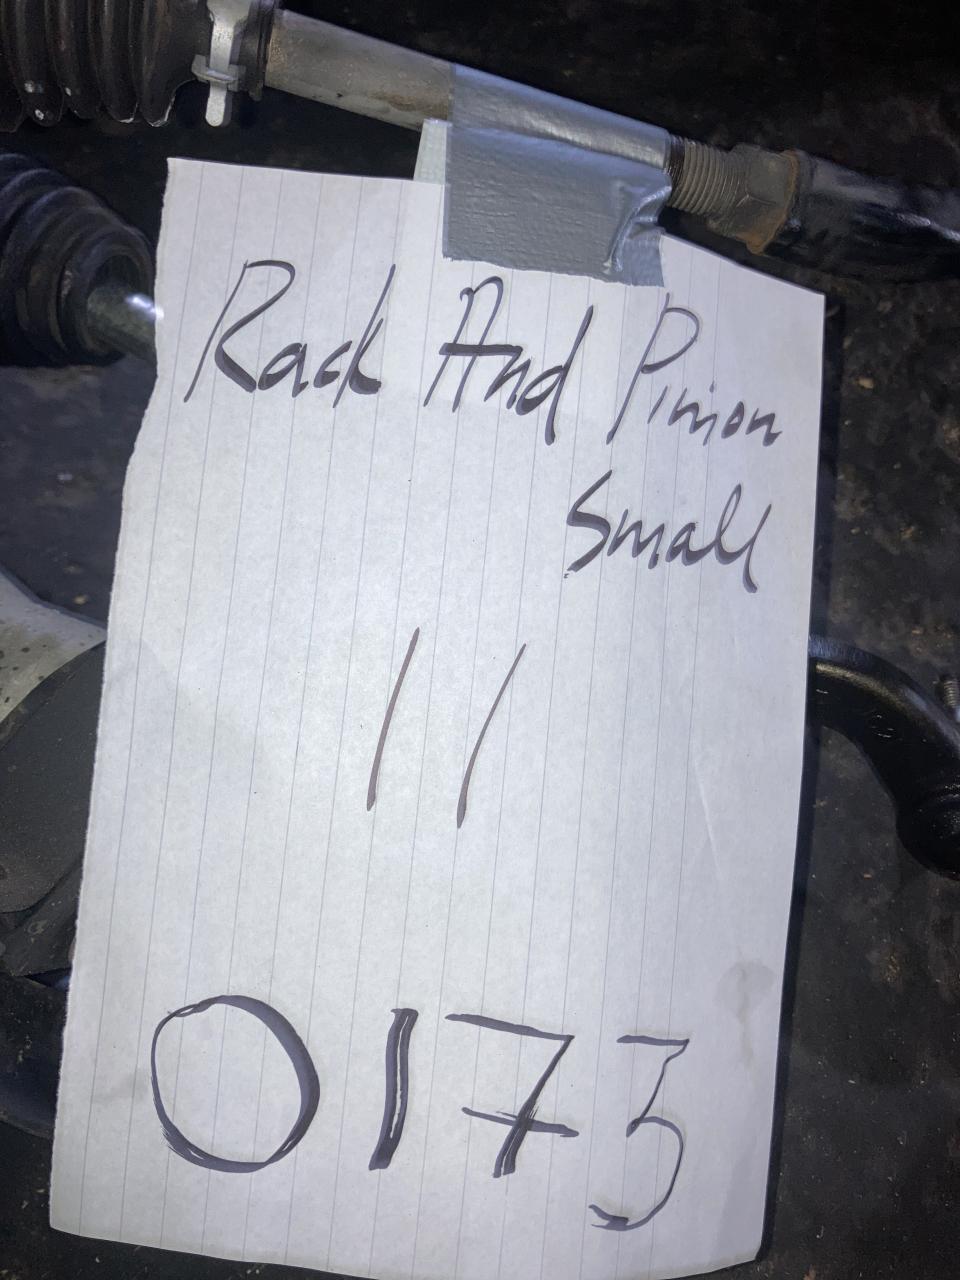 Rack And Pinion
Small
11
0173